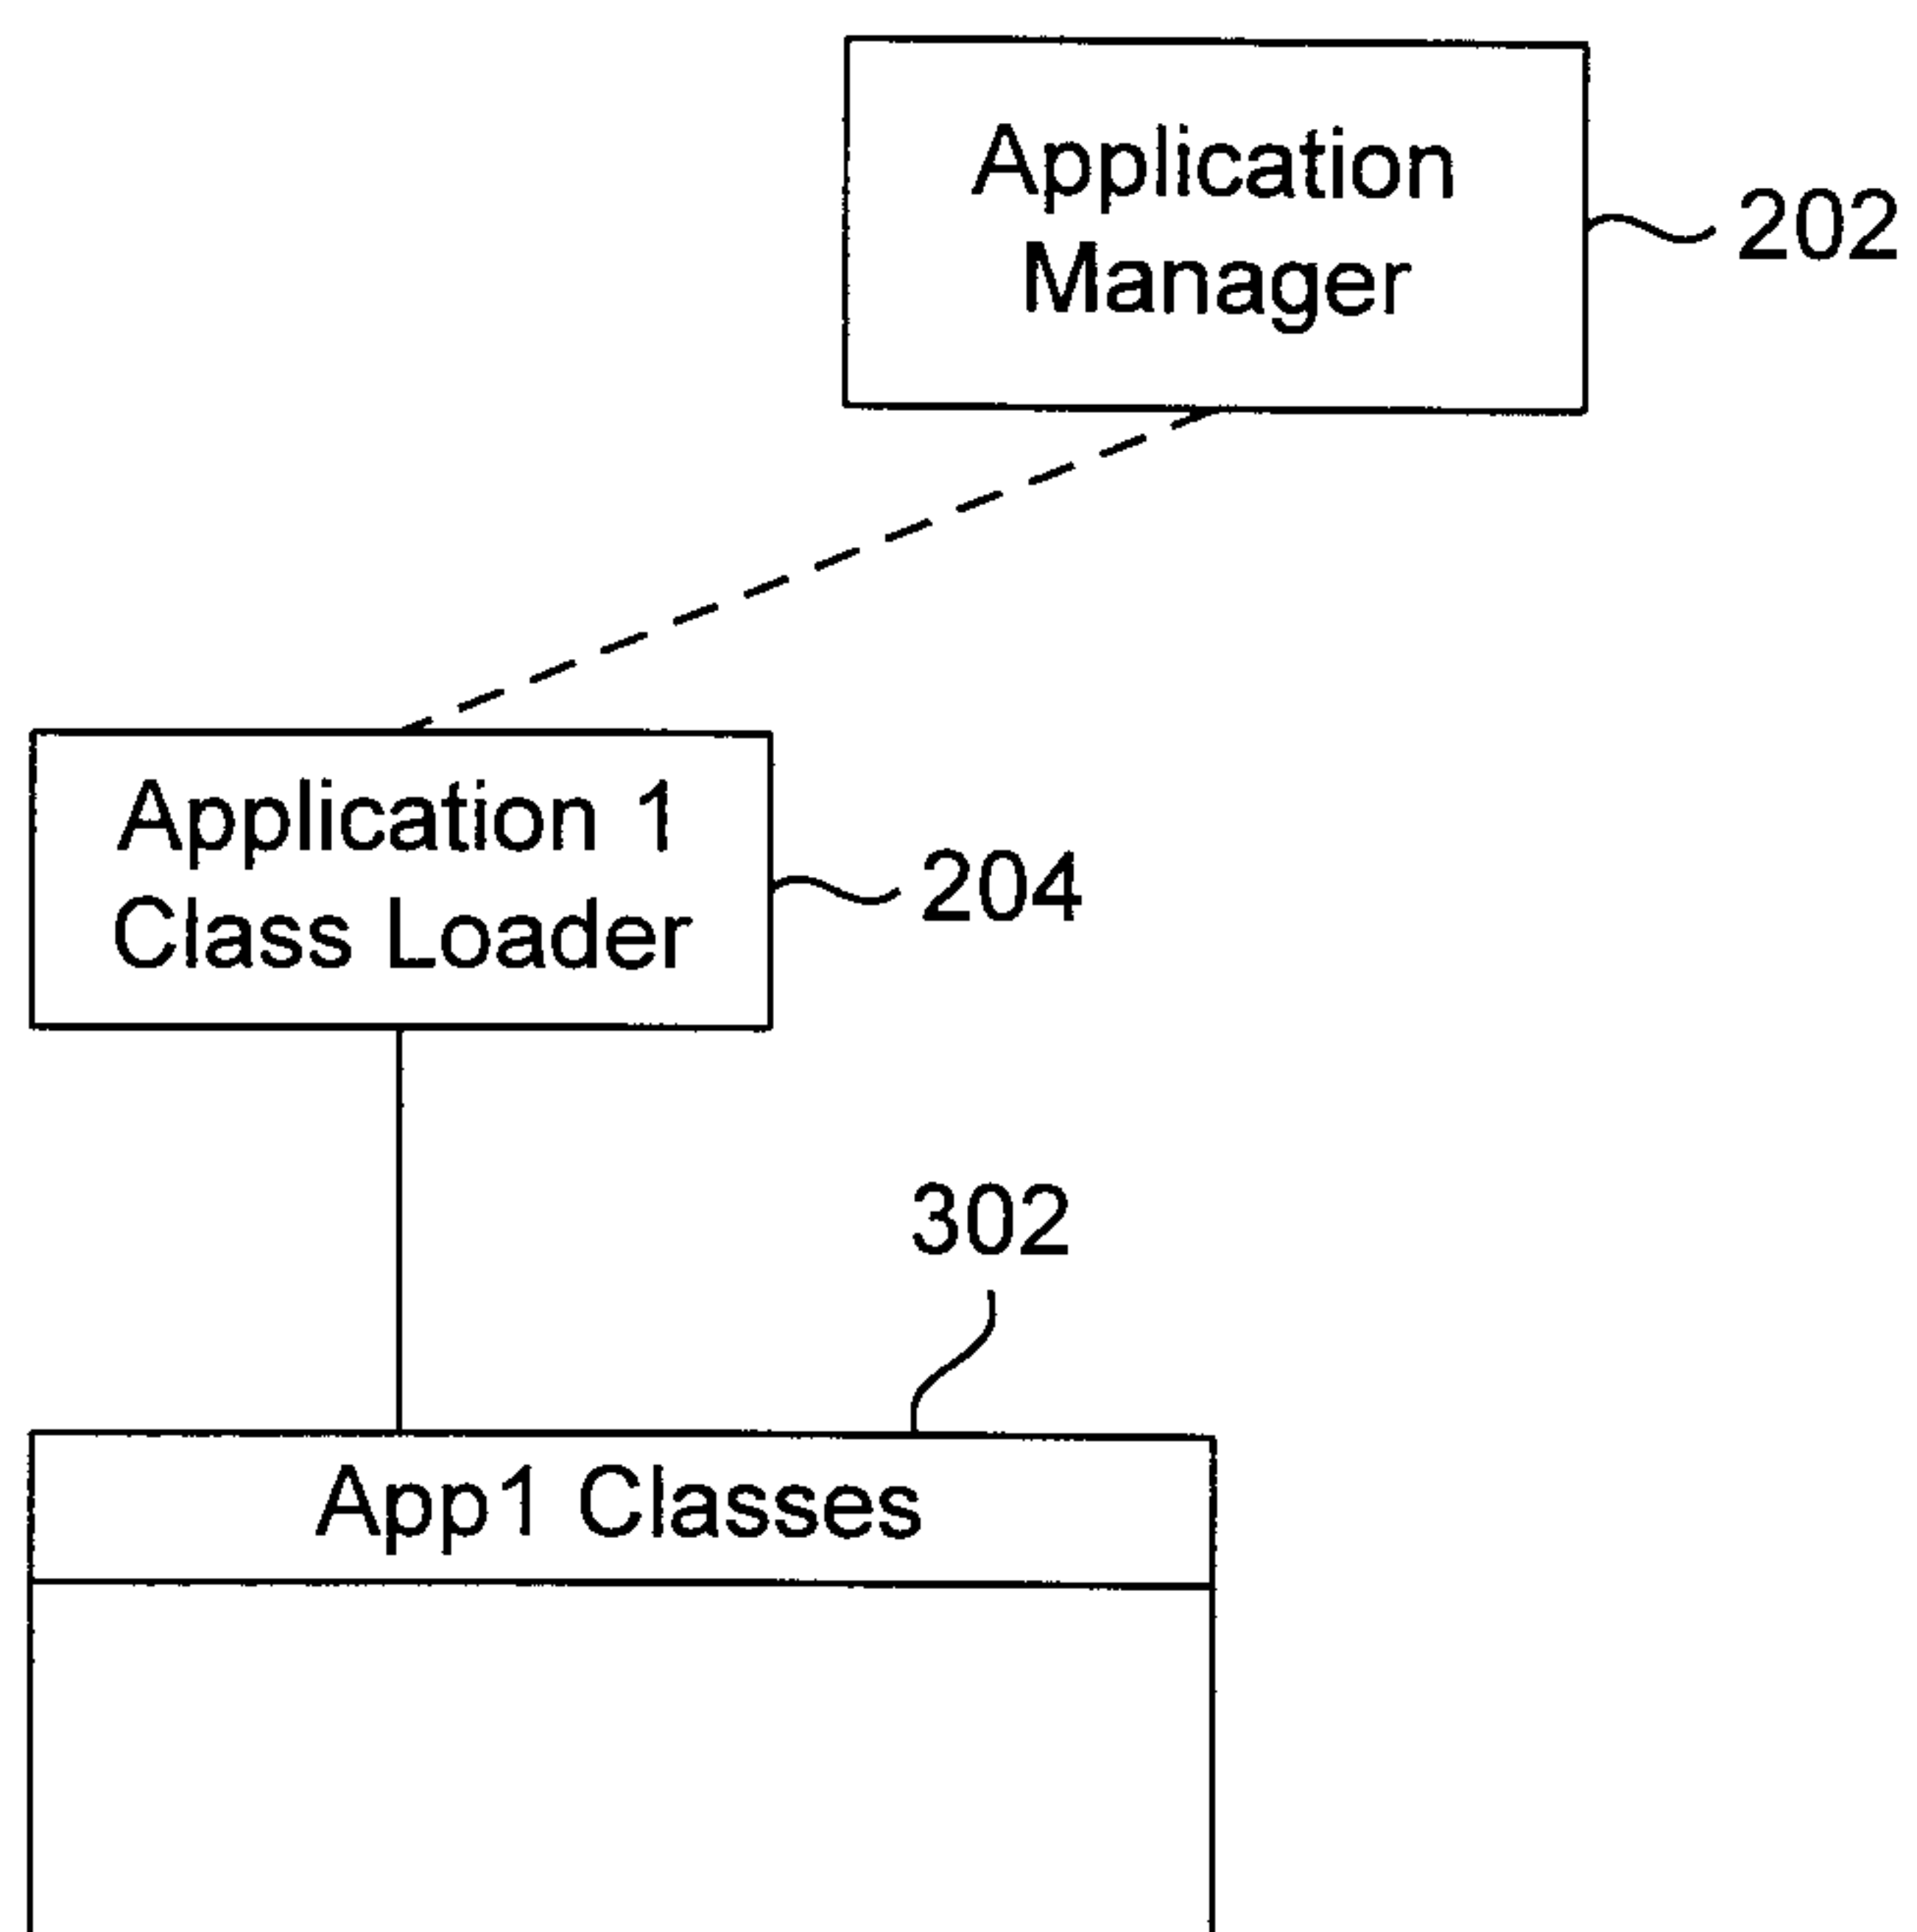 Application
Manager
202
Application 1
Class Loader
204
302
App1 Classes